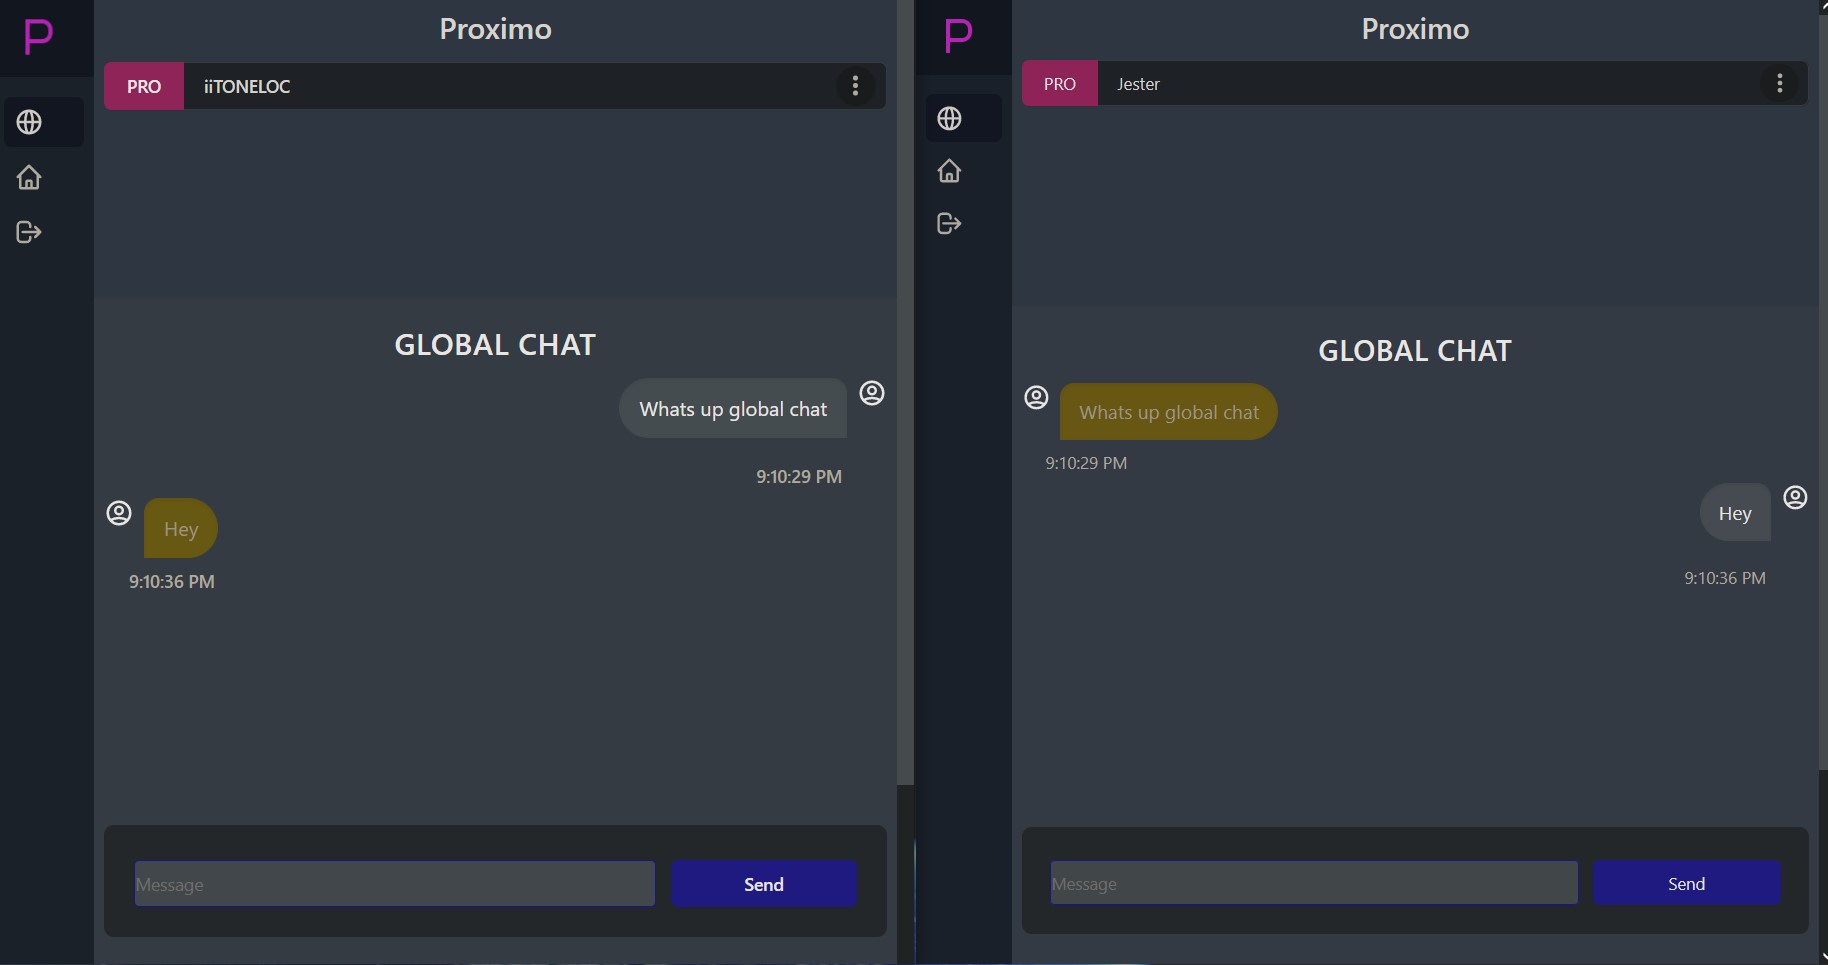 P
Proximo
PRO iiTONELOC
GLOBAL CHAT
Whats up global chat
9:10:29 PM
Hey
9:10:36 PM
Message
Send
P
Proximo
PRO Jester
GLOBAL CHAT
Whats up global chat
9:10:29 PM
Hey
9:10:36 PM
Message
Send